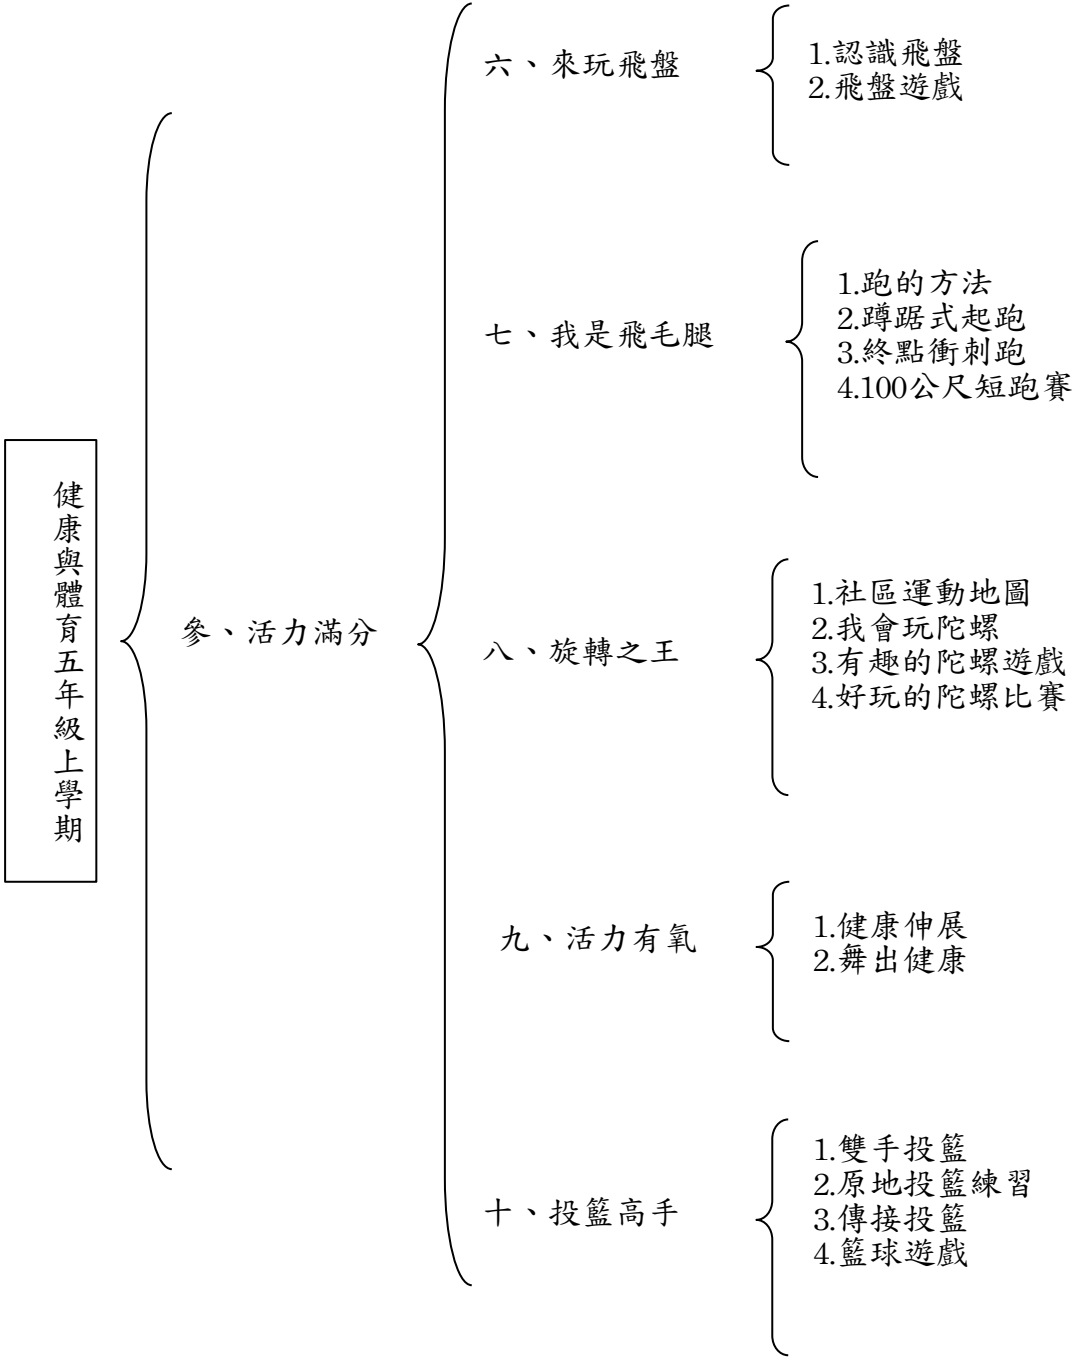 健康與體育五年級上學期
參、活力滿分
六、來玩飛盤
1.認識飛盤
2.飛盤遊戲
七、我是飛毛腿
1.跑的方法
2.蹲踞式起跑
3.終點衝刺跑
4.100公尺短跑賽
八、旋轉之王
1.社區運動地圖
2.我會玩陀螺
3.有趣的陀螺遊戲
4.好玩的陀螺比賽
九、活力有氧
1.健康伸展
2.舞出健康
十、投籃高手
1.雙手投籃
2.原地投籃練習
3.傳接投籃
4.籃球遊戲